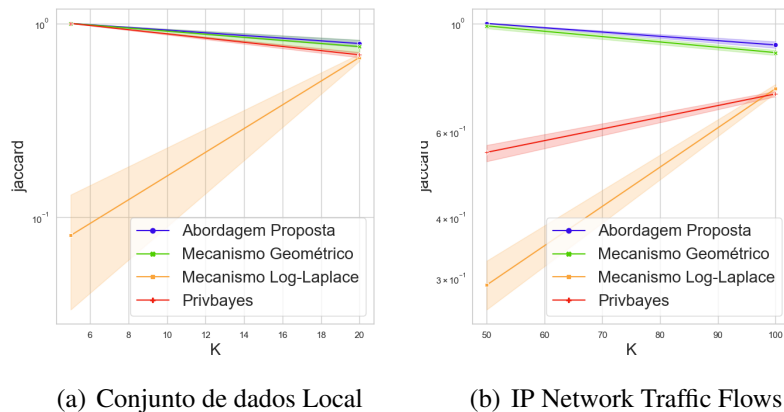 10⁰
10⁻¹
jaccard
6 8 10 12 14 16 18 20
K
Abordagem Proposta
Mecanismo Geométrico
Mecanismo Log-Laplace
Privbayes
(a) Conjunto de dados Local
10⁰
6 × 10⁻¹
4 × 10⁻¹
3 × 10⁻¹
jaccard
50 60 70 80 90 100
K
Abordagem Proposta
Mecanismo Geométrico
Mecanismo Log-Laplace
Privbayes
(b) IP Network Traffic Flows